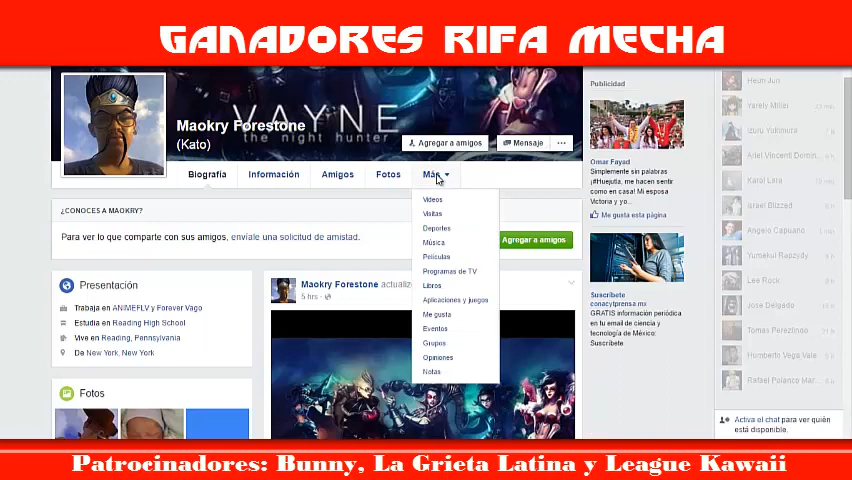 GANADORES RIFA MECHA
VAYNE
the night hunter
Maokry Forestone
(Kato)
Agregar a amigos
Mensaje
Biografía
Información
Amigos
Fotos
Más
Videos
Visitas
Deportes
Música
Películas
Programas de TV
Libros
Aplicaciones y juegos
Me gusta
Eventos
Grupos
Opiniones
Notas
¿CONOCES A MAOKRY?
Para ver lo que comparte con sus amigos, envíale una solicitud de amistad.
Agregar a amigos
Presentación
Trabaja en ANIMEFLV y Forever Vago
Estudia en Reading High School
Vive en Reading, Pennsylvania
De New York, New York
Fotos
Maokry Forestone actualizó
5 hrs ·
Publicidad
Omar Fayad
Simplemente sin palabras
¡#Huejutla, me hacen sentir
como en casa! Mi esposa
Victoria y yo...
Me gusta esta página
Suscríbete
conacytprensa.mx
GRATIS información periódica
en tu email de ciencia y
tecnología de México:
Suscríbete
Heum Jun
Yarely Millei
Izuru Yukimura
Ariel Vincenti Domin...
Karol Lera
Israel Blizzed
Angelo Capuano
Yumekui Rapzydy
Lee Rock
Jose Delgado
Tomas Perezlindo
Humberto Vega Vale
Rafael Polanco Mar...
Activa el chat para ver quién
está disponible.
Patrocinadores: Bunny, La Grieta Latina y League Kawaii